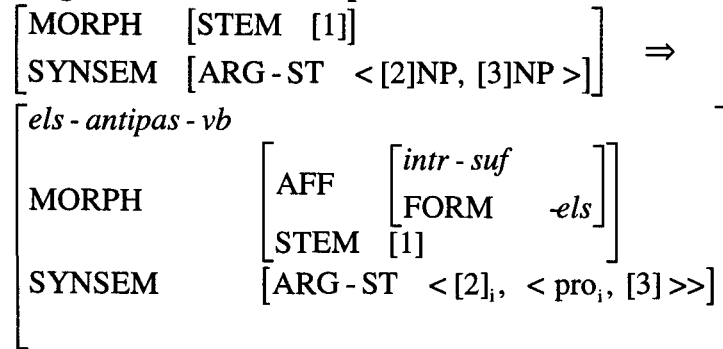 [MORPH [STEM [1]]
SYNSEM [ARG-ST <[2]NP, [3]NP>]] ⇒
[els-antipas-vb
MORPH [AFF [intr-suf
FORM -els]
STEM [1]]
SYNSEM [ARG-ST <[2]i, <proi, [3]>>]